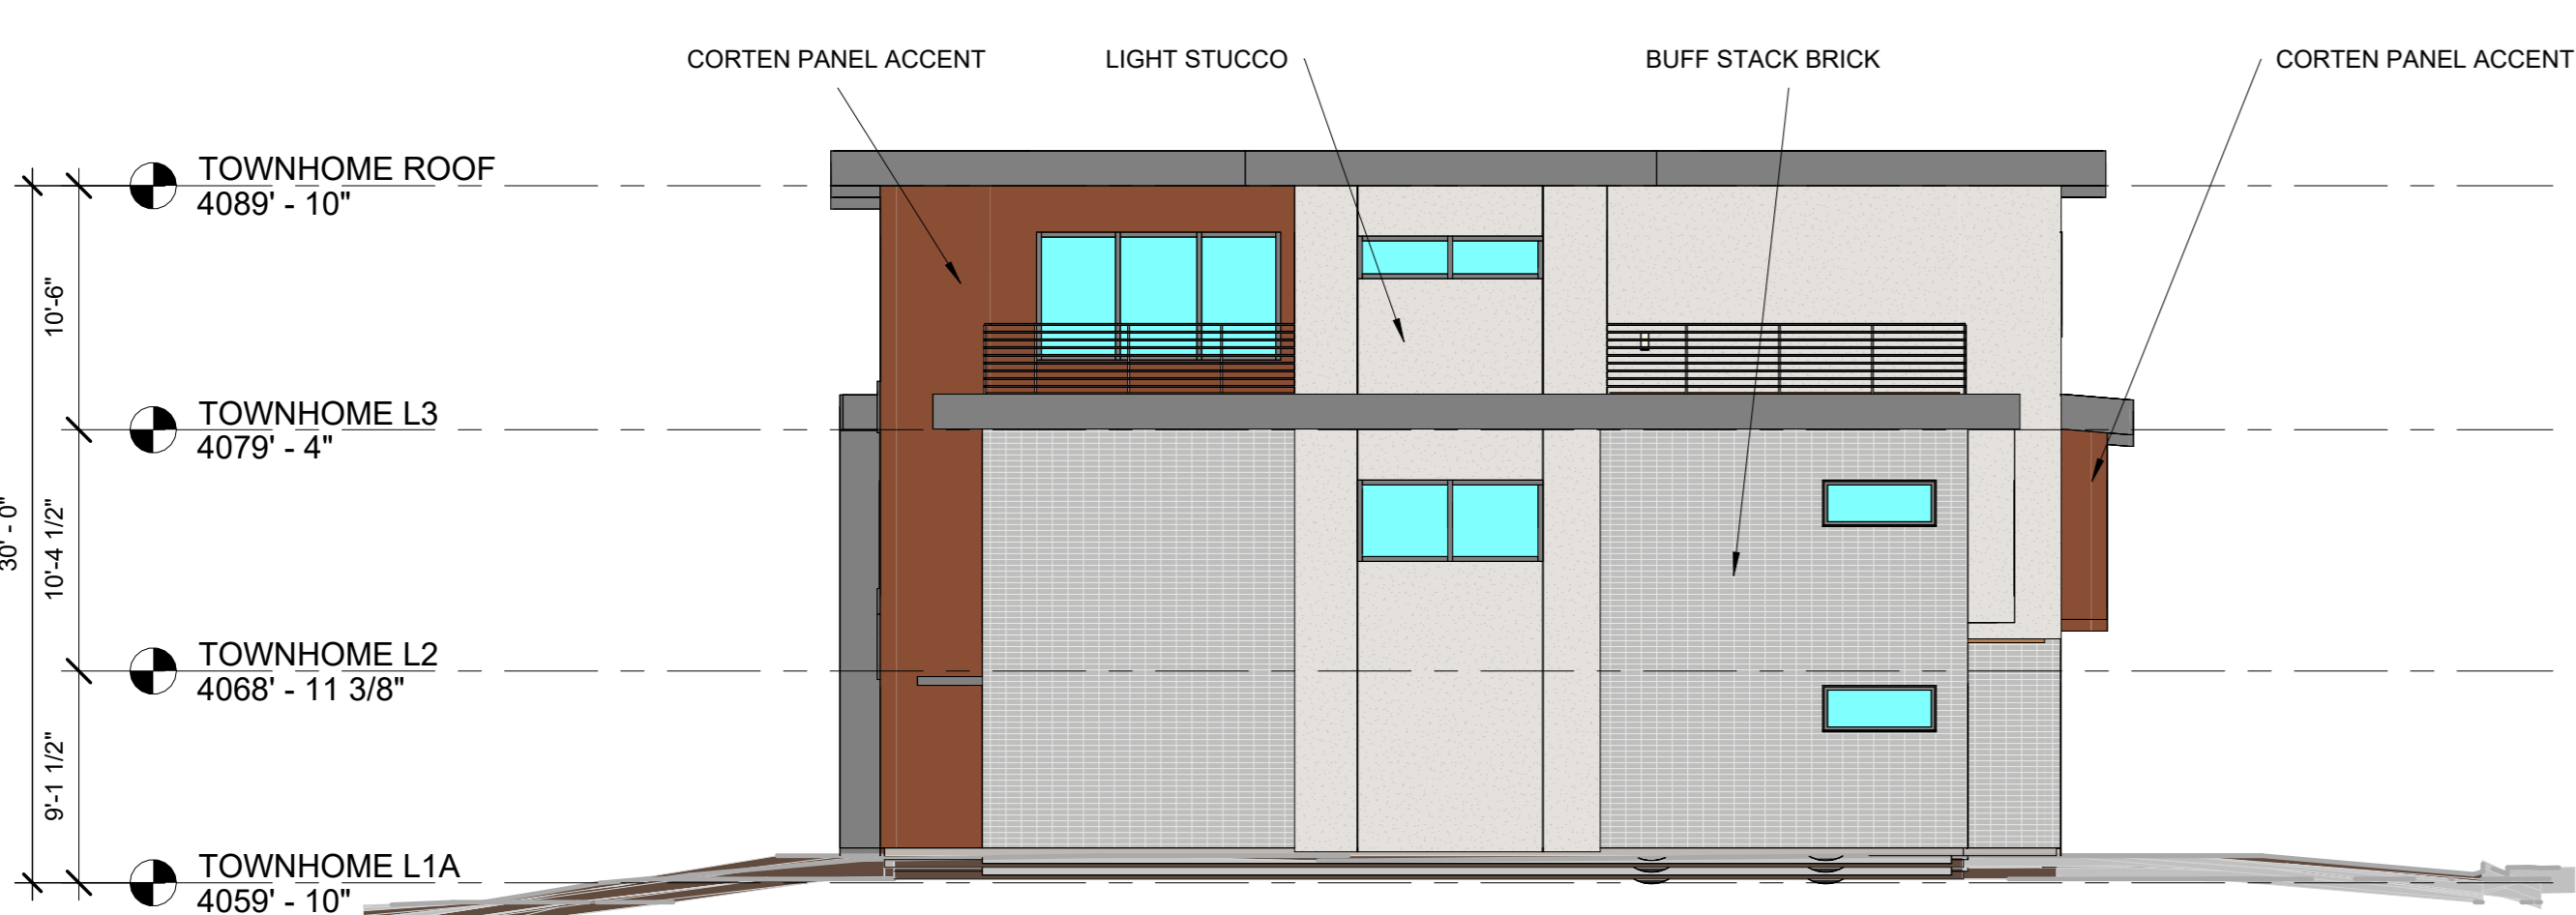 CORTEN PANEL ACCENT
LIGHT STUCCO
BUFF STACK BRICK
CORTEN PANEL ACCENT
TOWNHOME ROOF
4089' - 10"
10'-6"
TOWNHOME L3
4079' - 4"
30' - 0"
10'-4 1/2"
TOWNHOME L2
4068' - 11 3/8"
9'-1 1/2"
TOWNHOME L1A
4059' - 10"